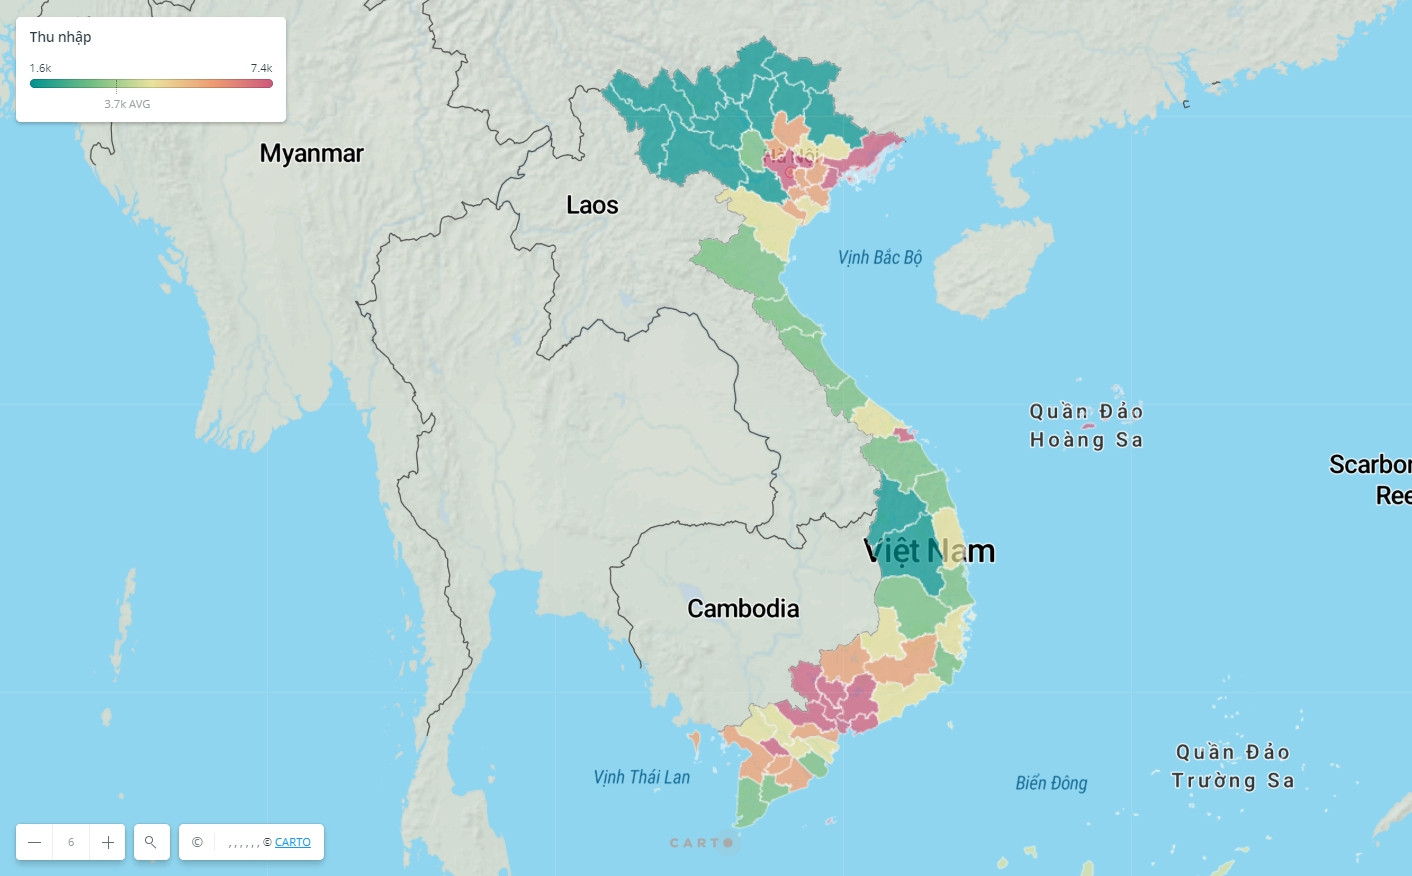 Thu nhập
1.6k
7.4k
3.7k AVG
Myanmar
Laos
Hà Nội
Vịnh Bắc Bộ
Quần Đảo
Hoàng Sa
Scarbor
Ree
Việt Nam
Cambodia
Quần Đảo
Trường Sa
Vịnh Thái Lan
Biển Đông
CARTO
6
© , , , , , , © CARTO